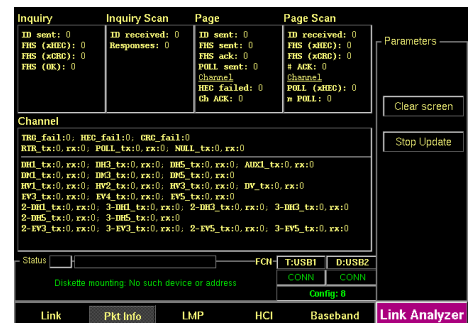 Inquiry
ID sent: 0
FHS (xHEC): 0
FHS (xCRC): 0
FHS (OK): 0
Inquiry Scan
ID received: 0
Responses: 0
Page
ID sent: 0
FHS sent: 0
FHS ack: 0
POLL sent: 0
Channel
HEC failed: 0
Ch ACK: 0
Page Scan
ID received: 0
FHS (xHEC): 0
FHS (xCRC): 0
# ACK: 0
Channel
POLL (xHEC): 0
n POLL: 0
Parameters
Clear screen
Stop Update
Channel
TRG_fail:0, HEC_fail:0, CRC_fail:0
RTR_tx:0, POLL_tx:0, NULL_tx:0
DH1_tx:0,rx:0; DH3_tx:0,rx:0; DH5_tx:0,rx:0; AUX1_tx:0,rx:0
DM1_tx:0,rx:0; DM3_tx:0,rx:0; DM5_tx:0,rx:0
HV1_tx:0,rx:0; HV2_tx:0,rx:0; HV3_tx:0,rx:0; DV_tx:0,rx:0
EV3_tx:0,rx:0; EV4_tx:0,rx:0; EV5_tx:0,rx:0
2-DH1_tx:0,rx:0; 3-DH1_tx:0,rx:0; 2-DH3_tx:0,rx:0; 3-DH3_tx:0,rx:0
2-DH5_tx:0,rx:0; 3-DH5_tx:0,rx:0
2-EV3_tx:0,rx:0; 3-EV3_tx:0,rx:0; 2-EV5_tx:0,rx:0; 3-EV5_tx:0,rx:0
Status
FCN
T:USB1 D:USB2
CONN CONN
Diskette mounting: No such device or address
Config: 8
Link Pkt Info LMP HCI Baseband Link Analyzer